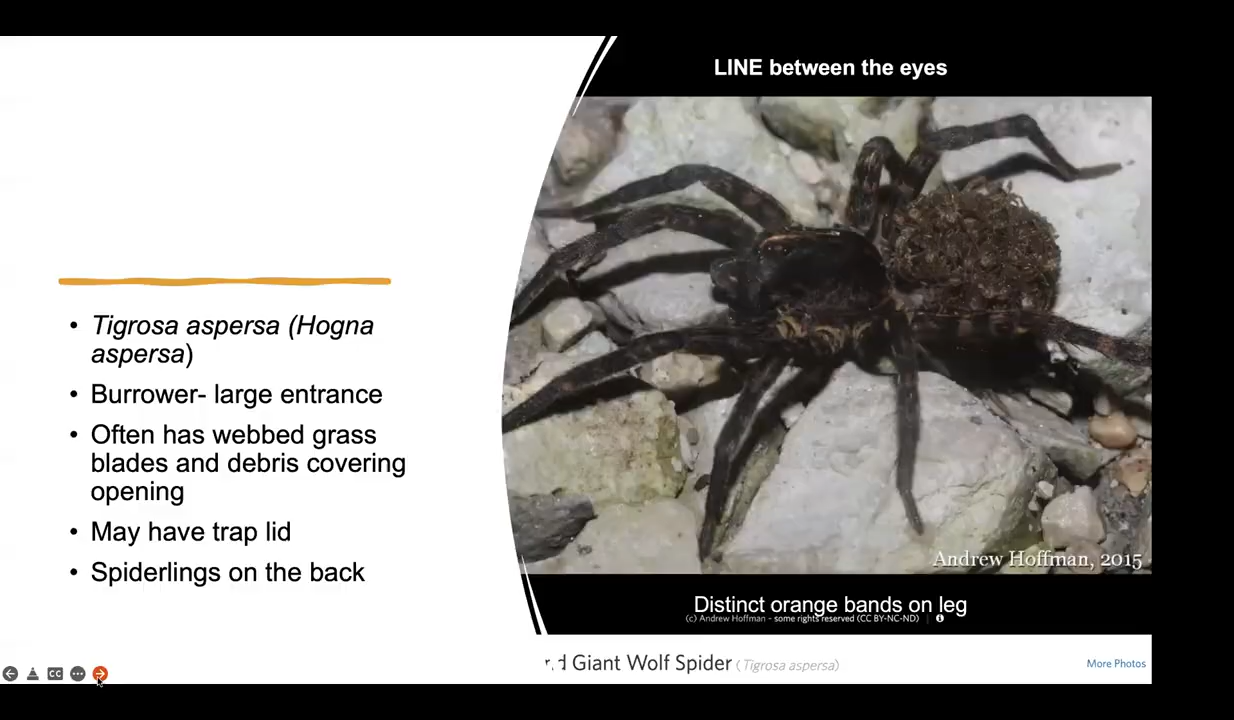 LINE between the eyes
• Tigrosa aspersa (Hogna
aspersa)
• Burrower- large entrance
• Often has webbed grass
blades and debris covering
opening
• May have trap lid
• Spiderlings on the back
Andrew Hoffman, 2015
Distinct orange bands on leg
(c) Andrew Hoffman - some rights reserved (CC BY-NC-ND)
Giant Wolf Spider (Tigrosa aspersa)
More Photos
CC